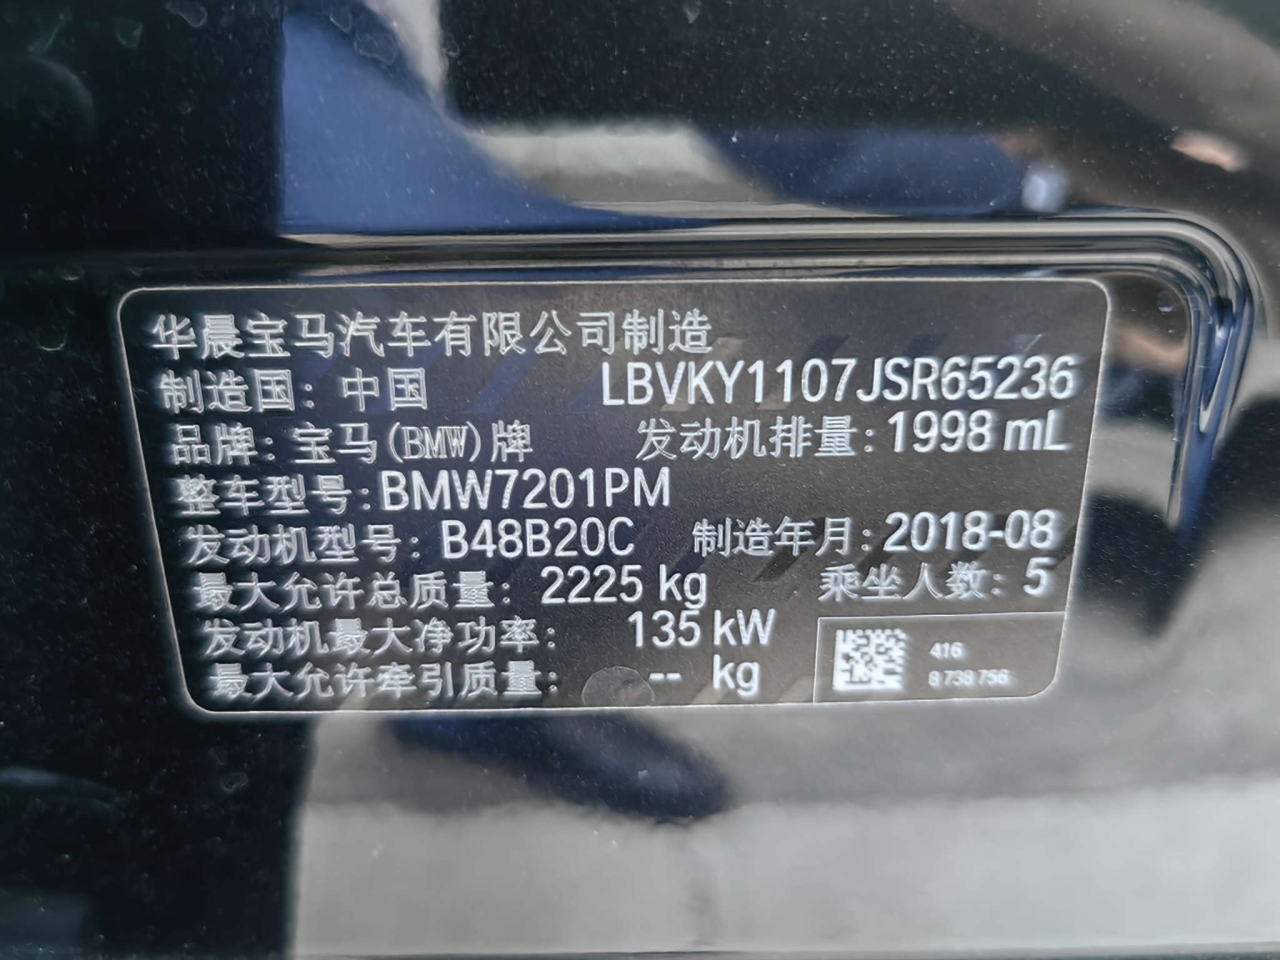 华晨宝马汽车有限公司制造
制造国：中国 LBVKY1107JSR65236
品牌：宝马(BMW)牌 发动机排量：1998 mL
整车型号：BMW7201PM
发动机型号：B48B20C 制造年月：2018-08
最大允许总质量：2225 kg 乘坐人数：5
发动机最大净功率：135 kW
最大允许牵引质量：-- kg
416
8738756